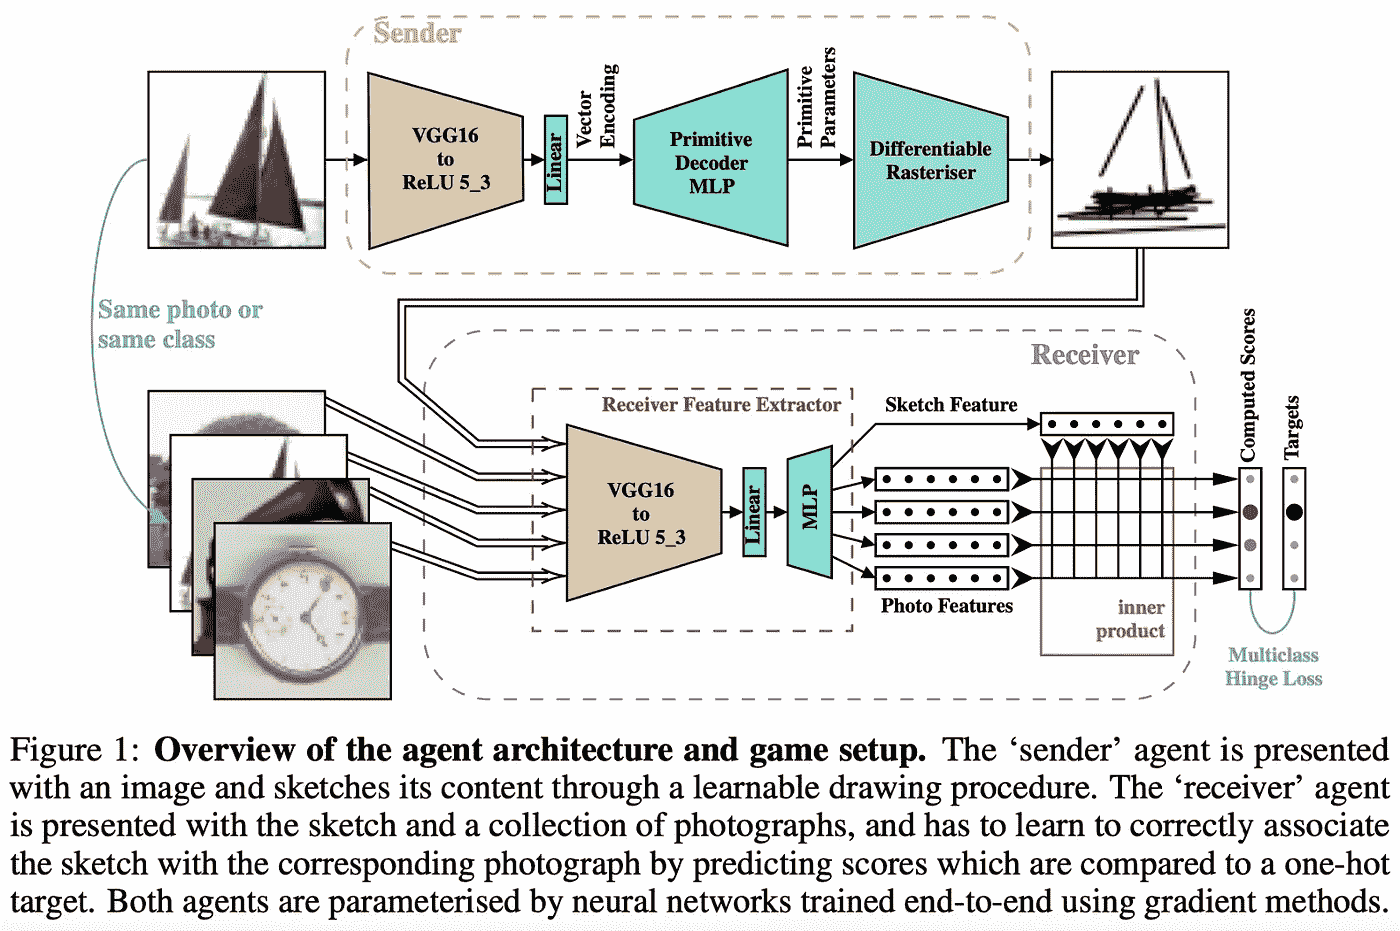 Sender
VGG16
to
ReLU 5_3
Linear
Vector
Encoding
Primitive
Decoder
MLP
Primitive
Parameters
Differentiable
Rasteriser
Same photo or
same class
Receiver
Receiver Feature Extractor
VGG16
to
ReLU 5_3
Linear
MLP
Sketch Feature
Photo Features
inner
product
Computed Scores
Targets
Multiclass
Hinge Loss
Figure 1: Overview of the agent architecture and game setup. The ‘sender’ agent is presented
with an image and sketches its content through a learnable drawing procedure. The ‘receiver’ agent
is presented with the sketch and a collection of photographs, and has to learn to correctly associate
the sketch with the corresponding photograph by predicting scores which are compared to a one-hot
target. Both agents are parameterised by neural networks trained end-to-end using gradient methods.